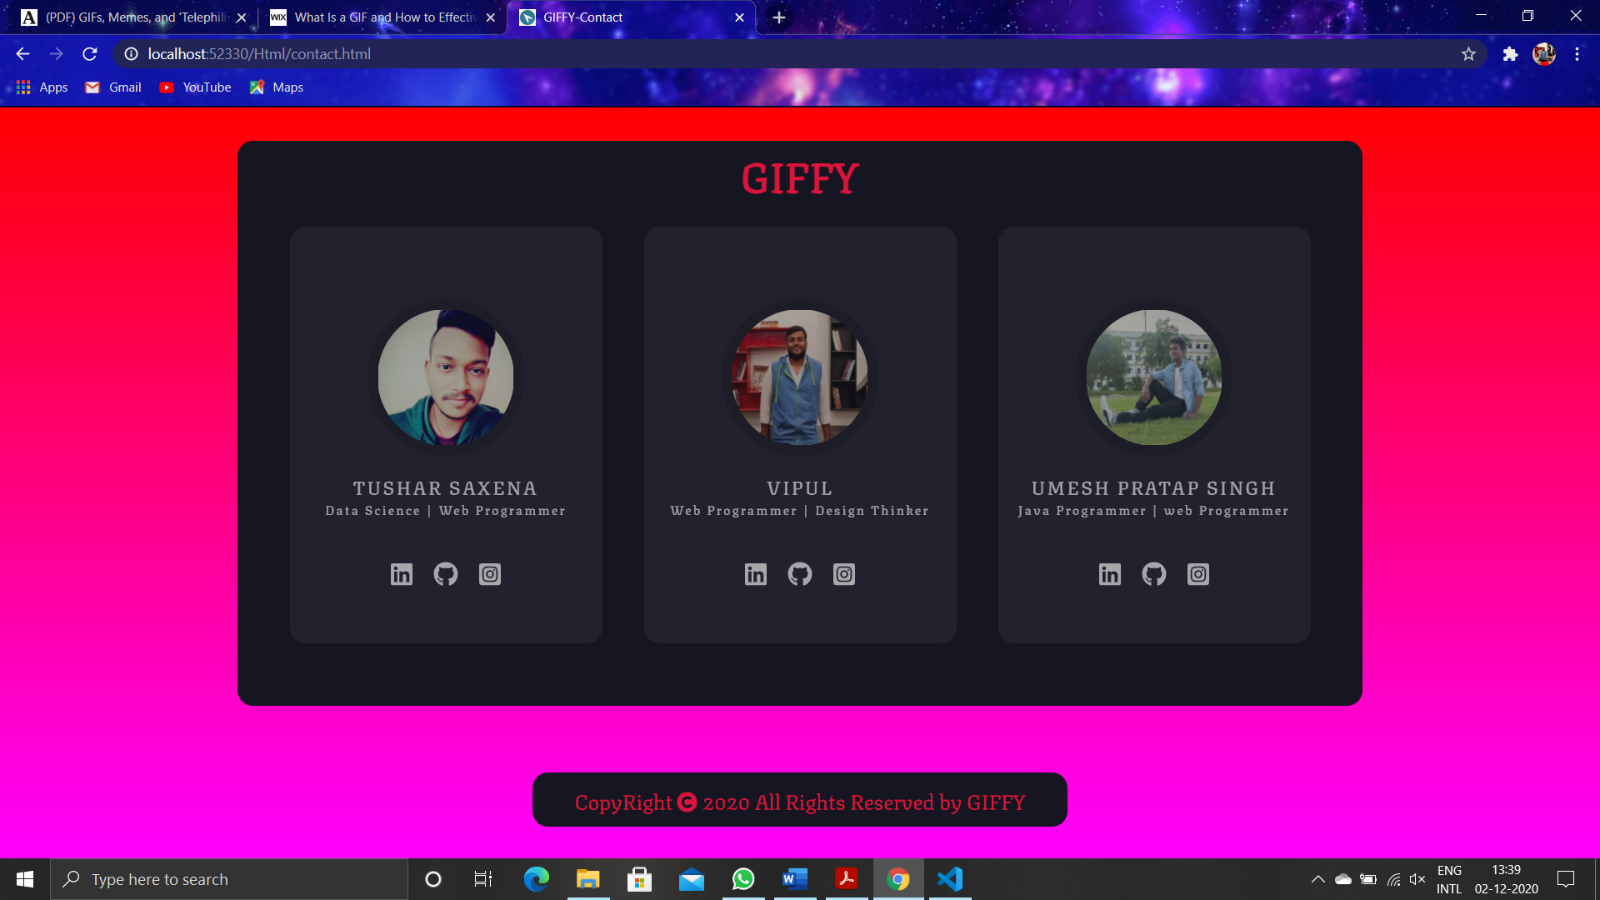 (PDF) GIFs, Memes, and 'Telephili
What Is a GIF and How to Effecti
GIFFY-Contact
localhost:52330/Html/contact.html
Apps
Gmail
YouTube
Maps
GIFFY
TUSHAR SAXENA
Data Science | Web Programmer
VIPUL
Web Programmer | Design Thinker
UMESH PRATAP SINGH
Java Programmer | web Programmer
CopyRight © 2020 All Rights Reserved by GIFFY
Type here to search
ENG
INTL
13:39
02-12-2020